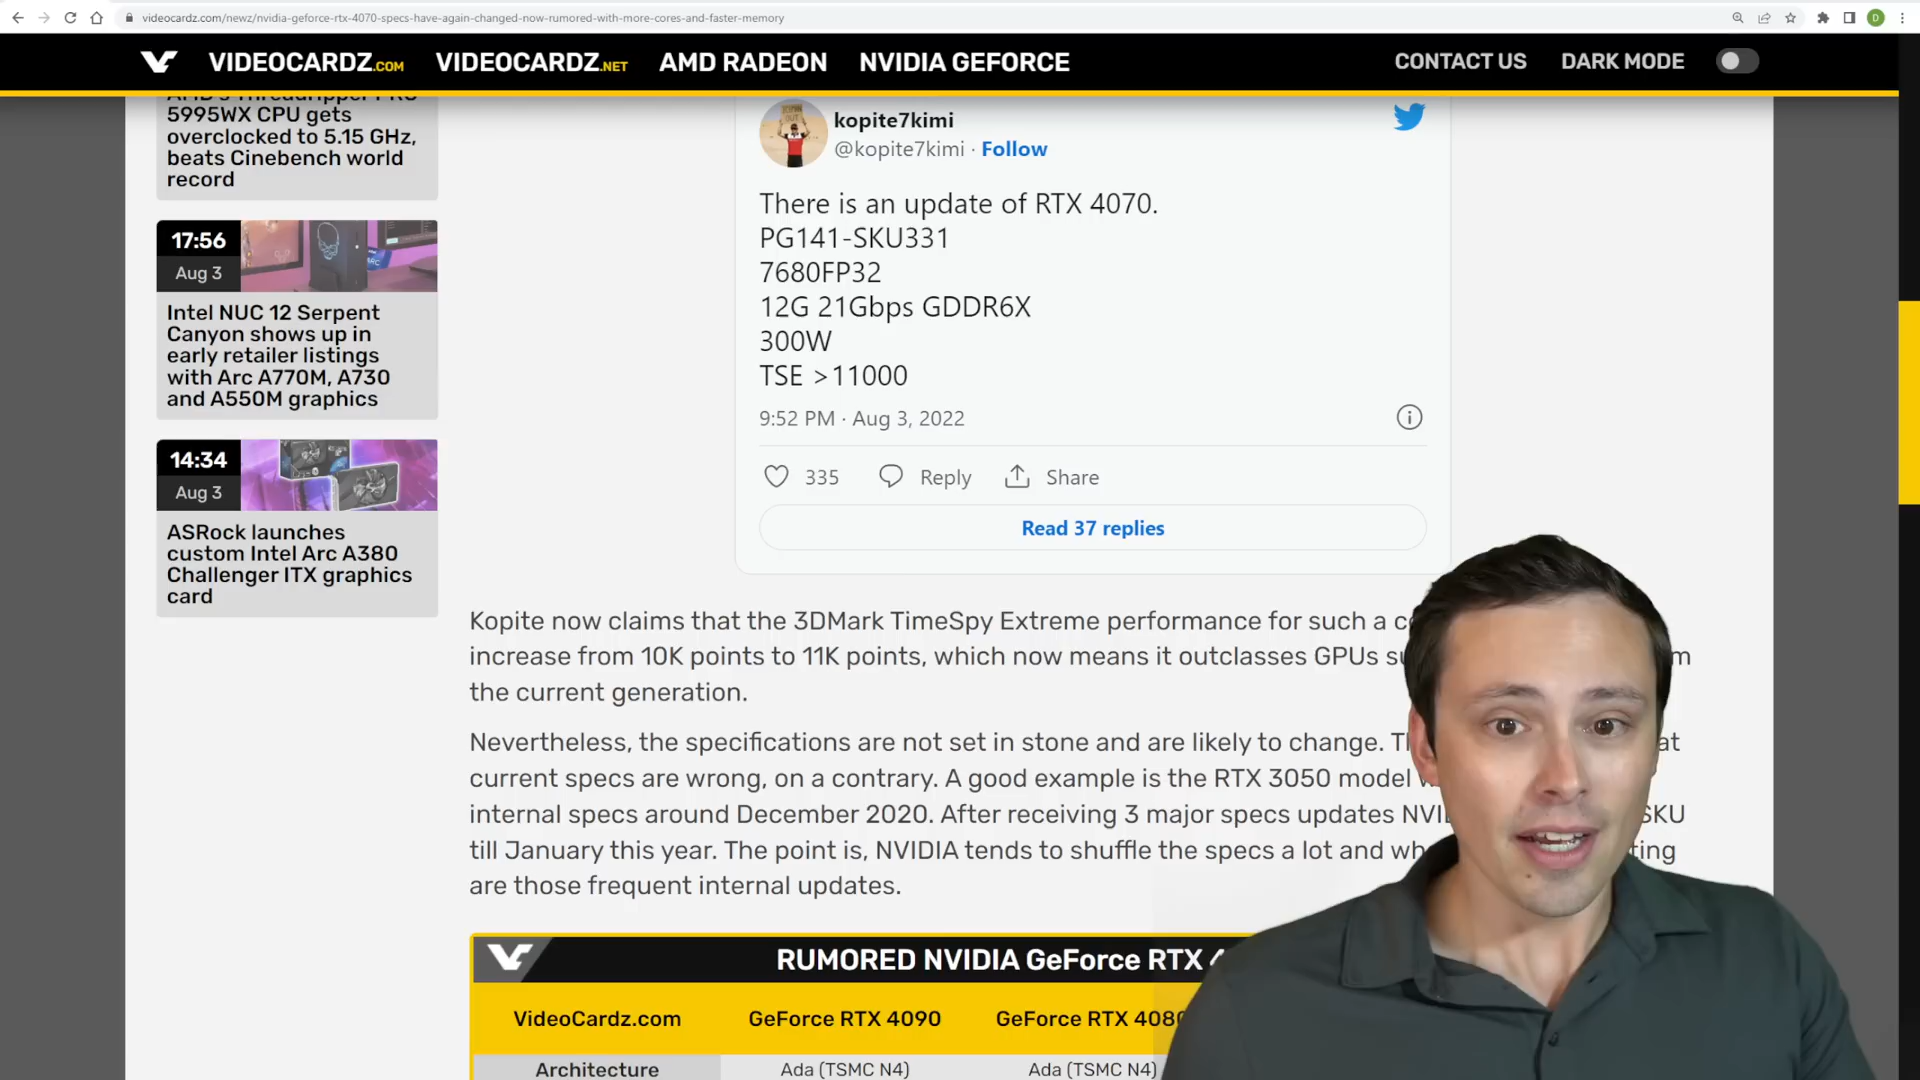 videocardz.com/newz/nvidia-geforce-rtx-4070-specs-have-again-changed-now-rumored-with-more-cores-and-faster-memory
D
VIDEOCARDZ.COM VIDEOCARDZ.NET AMD RADEON NVIDIA GEFORCE CONTACT US DARK MODE
AMD's Threadripper PRO
5995WX CPU gets
overclocked to 5.15 GHz,
beats Cinebench world
record
17:56
Aug 3
Intel NUC 12 Serpent
Canyon shows up in
early retailer listings
with Arc A770M, A730
and A550M graphics
14:34
Aug 3
ASRock launches
custom Intel Arc A380
Challenger ITX graphics
card
kopite7kimi
@kopite7kimi · Follow
There is an update of RTX 4070.
PG141-SKU331
7680FP32
12G 21Gbps GDDR6X
300W
TSE >11000
9:52 PM · Aug 3, 2022
335 Reply Share
Read 37 replies
Kopite now claims that the 3DMark TimeSpy Extreme performance for such a
increase from 10K points to 11K points, which now means it outclasses GPUs
the current generation.
Nevertheless, the specifications are not set in stone and are likely to change.
current specs are wrong, on a contrary. A good example is the RTX 3050 model
internal specs around December 2020. After receiving 3 major specs updates SKU
till January this year. The point is, NVIDIA tends to shuffle the specs a lot and
are those frequent internal updates.
RUMORED NVIDIA GeForce RTX
VideoCardz.com GeForce RTX 4090 GeForce RTX 4080
Architecture Ada (TSMC N4) Ada (TSMC N4)